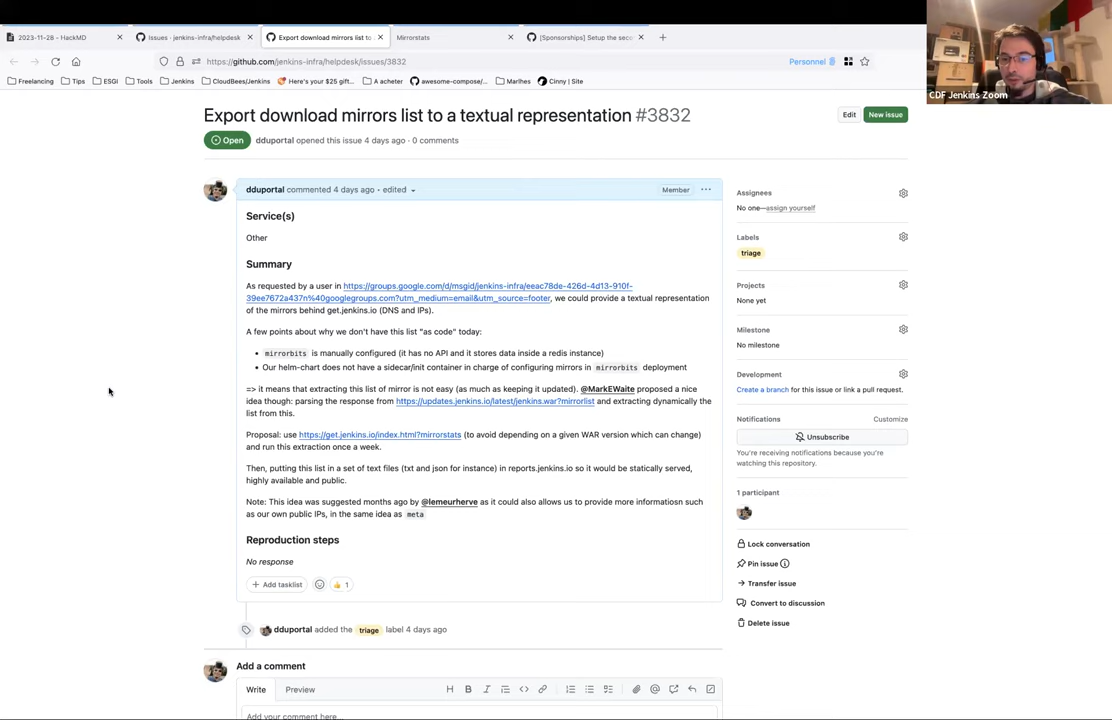 2023-11-28 - HackMD
Issues · jenkins-infra/helpdesk
Export download mirrors list to
Mirrorstats
[Sponsorships] Setup the seco
https://github.com/jenkins-infra/helpdesk/issues/3832
Personnel
Freelancing
Tips
ESGI
Tools
Jenkins
CloudBees/Jenkins
Here's your $25 gift...
A acheter
awesome-compose/...
Marlhes
Cinny | Site
CDF Jenkins Zoom
Export download mirrors list to a textual representation #3832
Edit
New issue
Open
dduportal opened this issue 4 days ago · 0 comments
dduportal commented 4 days ago • edited
Member
Service(s)
Other
Summary
As requested by a user in https://groups.google.com/d/msgid/jenkins-infra/eeac78de-426d-4d13-910f-
39ee7672a437n%40googlegroups.com?utm_medium=email&utm_source=footer, we could provide a textual representation
of the mirrors behind get.jenkins.io (DNS and IPs).
A few points about why we don't have this list "as code" today:
• mirrorbits is manually configured (it has no API and it stores data inside a redis instance)
• Our helm-chart does not have a sidecar/init container in charge of configuring mirrors in mirrorbits deployment
=> it means that extracting this list of mirror is not easy (as much as keeping it updated). @MarkEWaite proposed a nice
idea though: parsing the response from https://updates.jenkins.io/latest/jenkins.war?mirrorlist and extracting dynamically the
list from this.
Proposal: use https://get.jenkins.io/index.html?mirrorstats (to avoid depending on a given WAR version which can change)
and run this extraction once a week.
Then, putting this list in a set of text files (txt and json for instance) in reports.jenkins.io so it would be statically served,
highly available and public.
Note: This idea was suggested months ago by @lemeurherve as it could also allows us to provide more informatiosn such
as our own public IPs, in the same idea as meta
Reproduction steps
No response
Add tasklist
1
dduportal added the triage label 4 days ago
Add a comment
Write
Preview
Add your comment here...
Assignees
No one—assign yourself
Labels
triage
Projects
None yet
Milestone
No milestone
Development
Create a branch for this issue or link a pull request.
Notifications
Customize
Unsubscribe
You're receiving notifications because you're
watching this repository.
1 participant
Lock conversation
Pin issue
Transfer issue
Convert to discussion
Delete issue